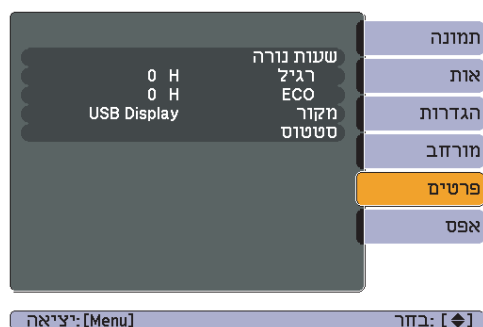 תמונה
אות
הגדרות
מורחב
פרטים
אפס
שעות נורה
רגיל 0 H
ECO 0 H
מקור USB Display
סטטוס
[◆]: בחר
[Menu]:יציאה